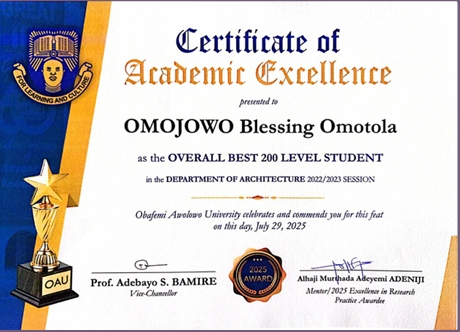 Certificate of
Academic Excellence
presented to
OMOJOWO Blessing Omotola
as the OVERALL BEST 200 LEVEL STUDENT
in the DEPARTMENT OF ARCHITECTURE 2022/2023 SESSION
Obafemi Awolowo University celebrates and commends you for this feat
on this day, July 29, 2025
FOR LEARNING AND CULTURE
OAU
Prof. Adebayo S. BAMIRE
Vice-Chancellor
2025
AWARD
Alhaji Murthada Adeyemi ADENIJI
Mentor/2025 Excellence in Research
Practice Awardee